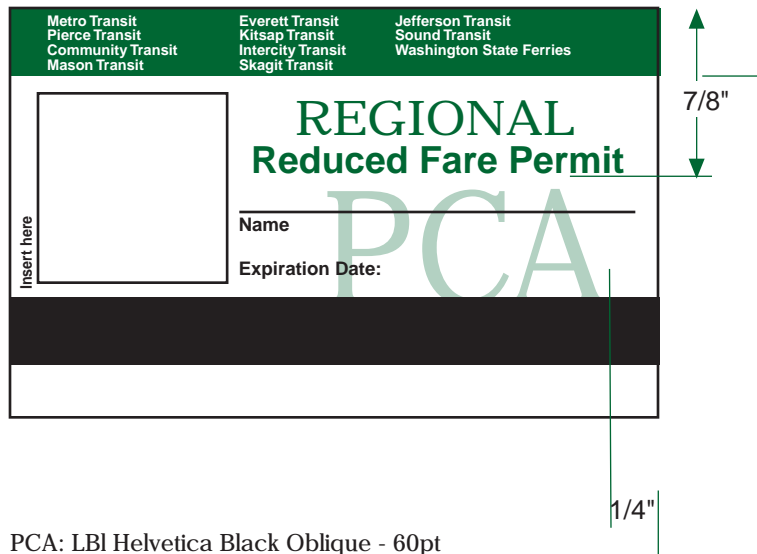 Metro Transit
Pierce Transit
Community Transit
Mason Transit
Everett Transit
Kitsap Transit
Intercity Transit
Skagit Transit
Jefferson Transit
Sound Transit
Washington State Ferries
7/8"
REGIONAL
Reduced Fare Permit
PCA
Insert here
Name
Expiration Date:
1/4"
PCA: LBl Helvetica Black Oblique - 60pt